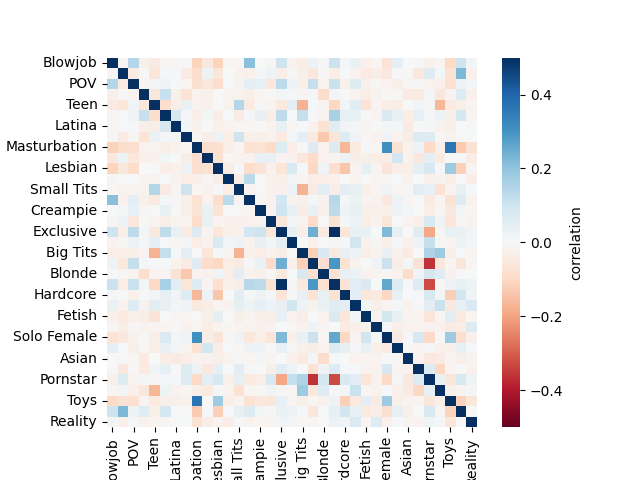 Blowjob
POV
Teen
Latina
Masturbation
Lesbian
Small Tits
Creampie
Exclusive
Big Tits
Blonde
Hardcore
Fetish
Solo Female
Asian
Pornstar
Toys
Reality
owjob
POV
Teen
Latina
bation
esbian
all Tits
ampie
lusive
ig Tits
londe
rdcore
Fetish
emale
Asian
rnstar
Toys
eality
0.4
0.2
0.0
−0.2
−0.4
correlation